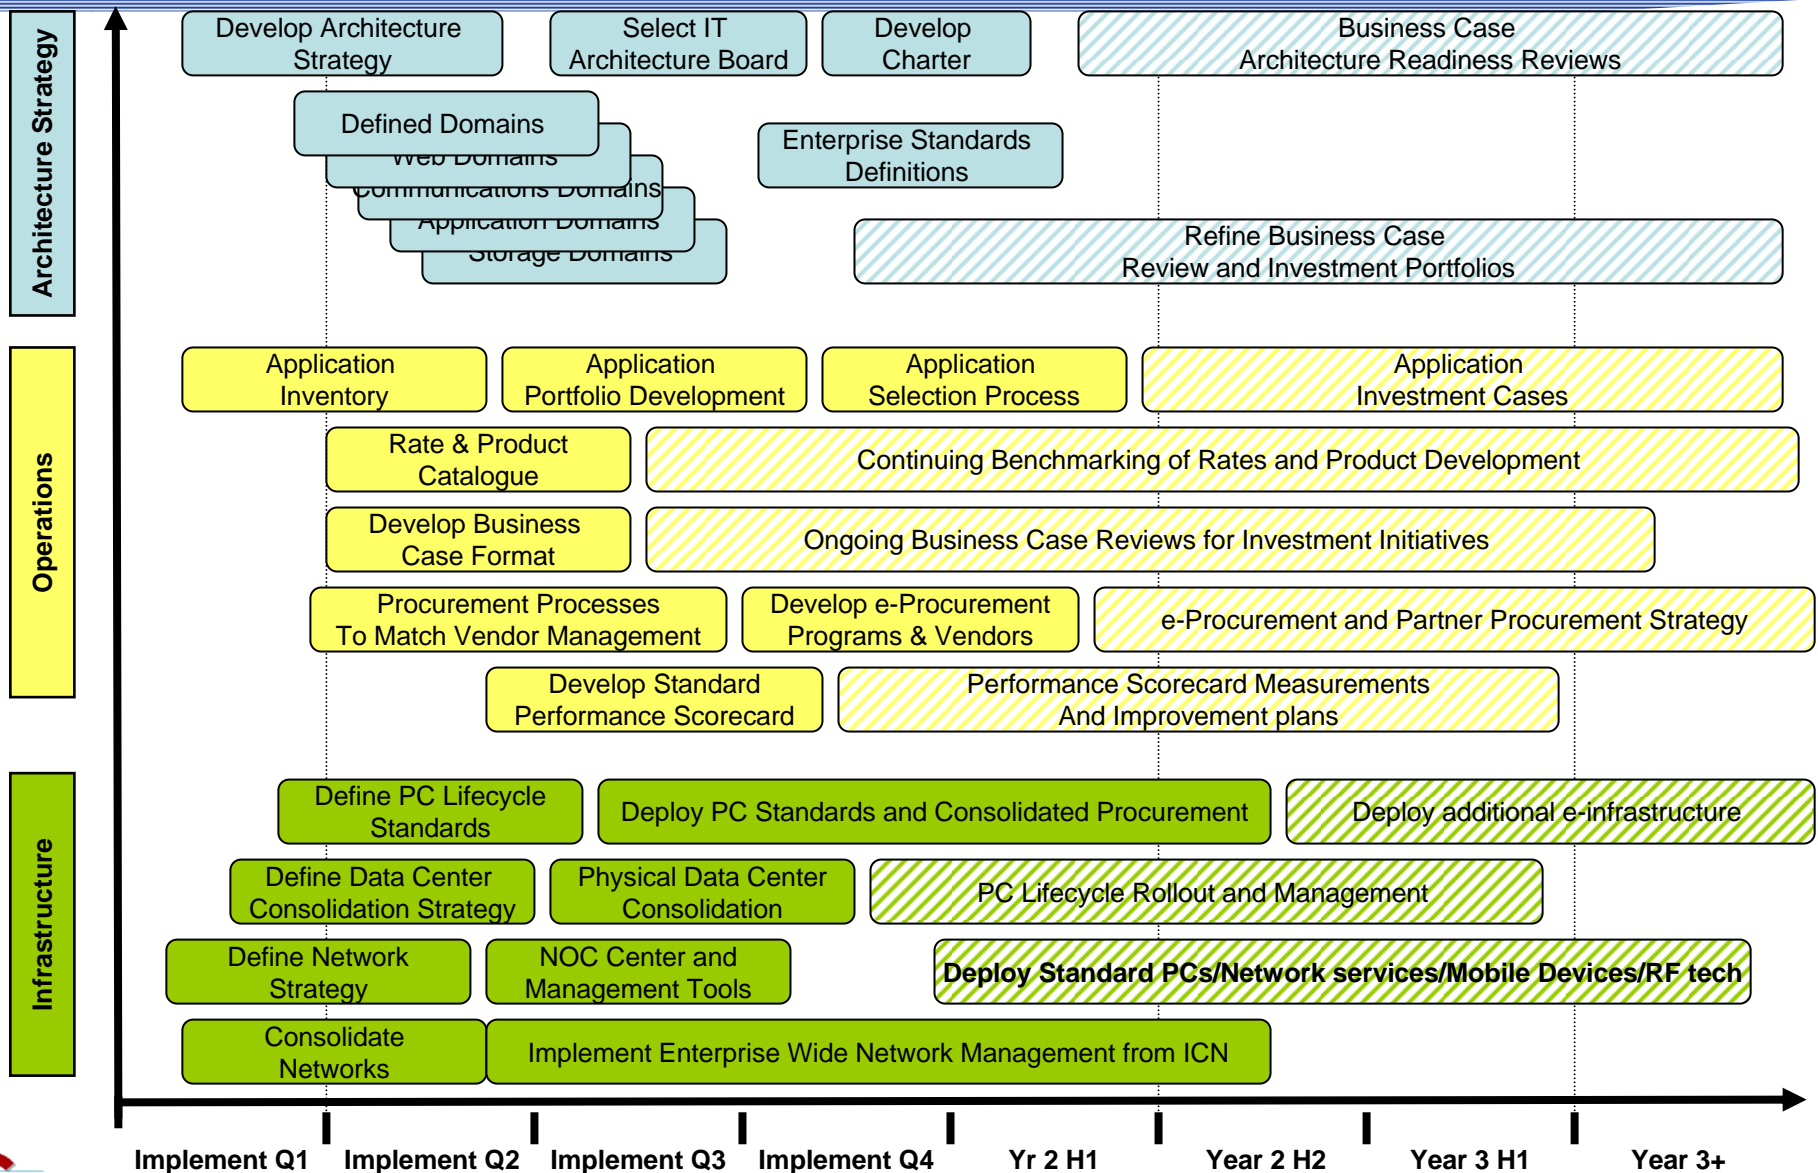 Architecture Strategy
Develop Architecture
Strategy
Select IT
Architecture Board
Develop
Charter
Business Case
Architecture Readiness Reviews
Defined Domains
Web Domains
Communications Domains
Application Domains
Storage Domains
Enterprise Standards
Definitions
Refine Business Case
Review and Investment Portfolios
Operations
Application
Inventory
Application
Portfolio Development
Application
Selection Process
Application
Investment Cases
Rate & Product
Catalogue
Continuing Benchmarking of Rates and Product Development
Develop Business
Case Format
Ongoing Business Case Reviews for Investment Initiatives
Procurement Processes
To Match Vendor Management
Develop e-Procurement
Programs & Vendors
e-Procurement and Partner Procurement Strategy
Develop Standard
Performance Scorecard
Performance Scorecard Measurements
And Improvement plans
Infrastructure
Define PC Lifecycle
Standards
Deploy PC Standards and Consolidated Procurement
Deploy additional e-infrastructure
Define Data Center
Consolidation Strategy
Physical Data Center
Consolidation
PC Lifecycle Rollout and Management
Define Network
Strategy
NOC Center and
Management Tools
Deploy Standard PCs/Network services/Mobile Devices/RF tech
Consolidate
Networks
Implement Enterprise Wide Network Management from ICN
Implement Q1
Implement Q2
Implement Q3
Implement Q4
Yr 2 H1
Year 2 H2
Year 3 H1
Year 3+